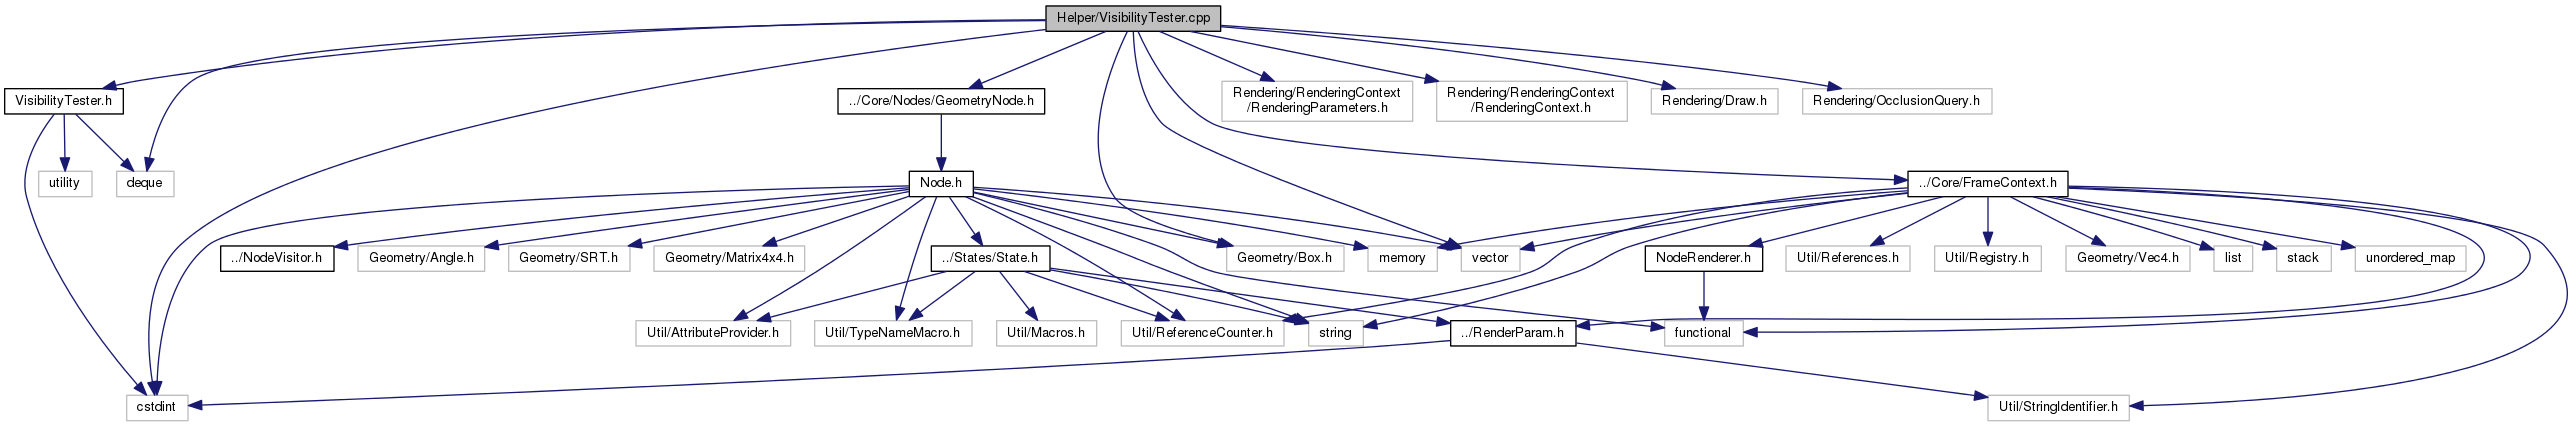 Helper/VisibilityTester.cpp
VisibilityTester.h
../Core/Nodes/GeometryNode.h
Rendering/RenderingContext
/RenderingParameters.h
Rendering/RenderingContext
/RenderingContext.h
Rendering/Draw.h
Rendering/OcclusionQuery.h
utility
deque
Node.h
../Core/FrameContext.h
../NodeVisitor.h
Geometry/Angle.h
Geometry/SRT.h
Geometry/Matrix4x4.h
../States/State.h
Geometry/Box.h
memory
vector
NodeRenderer.h
Util/References.h
Util/Registry.h
Geometry/Vec4.h
list
stack
unordered_map
Util/AttributeProvider.h
Util/TypeNameMacro.h
Util/Macros.h
Util/ReferenceCounter.h
string
../RenderParam.h
functional
cstdint
Util/StringIdentifier.h